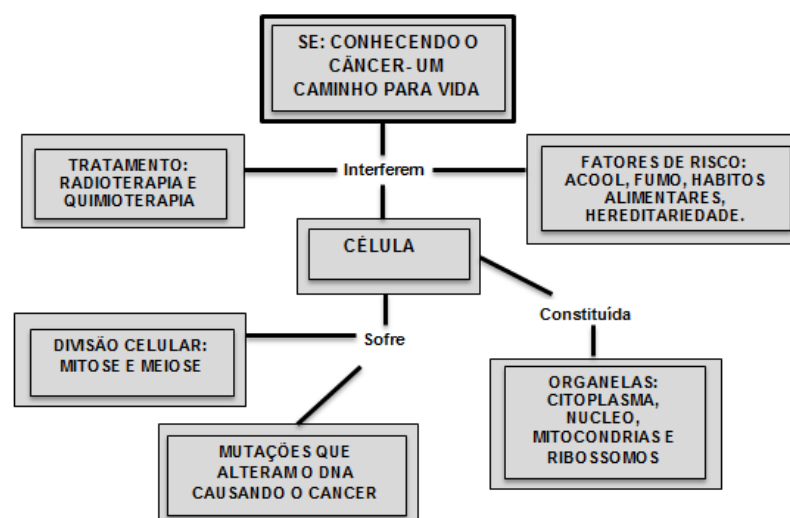 SE: CONHECENDO O
CÂNCER- UM
CAMINHO PARA VIDA
TRATAMENTO:
RADIOTERAPIA E
QUIMIOTERAPIA
Interferem
FATORES DE RISCO:
ACOOL, FUMO, HABITOS
ALIMENTARES,
HEREDITARIEDADE.
CÉLULA
Constituída
Sofre
DIVISÃO CELULAR:
MITOSE E MEIOSE
ORGANELAS:
CITOPLASMA,
NUCLEO,
MITOCONDRIAS E
RIBOSSOMOS
MUTAÇÕES QUE
ALTERAM O DNA
CAUSANDO O CANCER